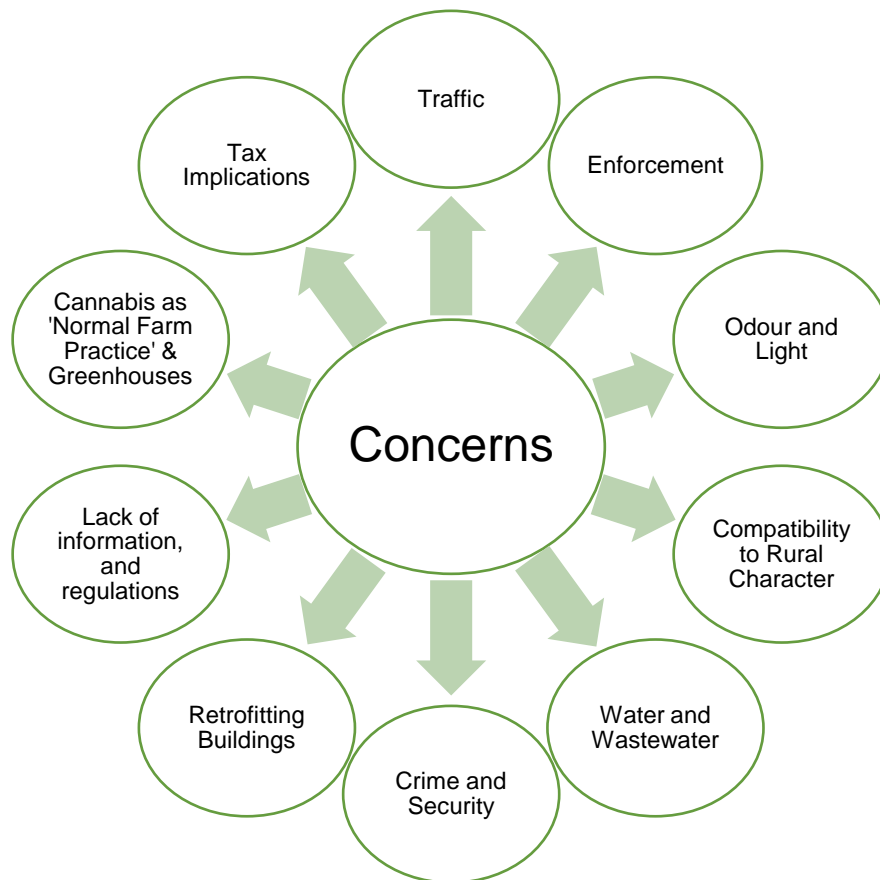 Traffic
Enforcement
Odour and
Light
Compatibility
to Rural
Character
Water and
Wastewater
Crime and
Security
Retrofitting
Buildings
Lack of
information,
and
regulations
Cannabis as
'Normal Farm
Practice' &
Greenhouses
Tax
Implications
Concerns